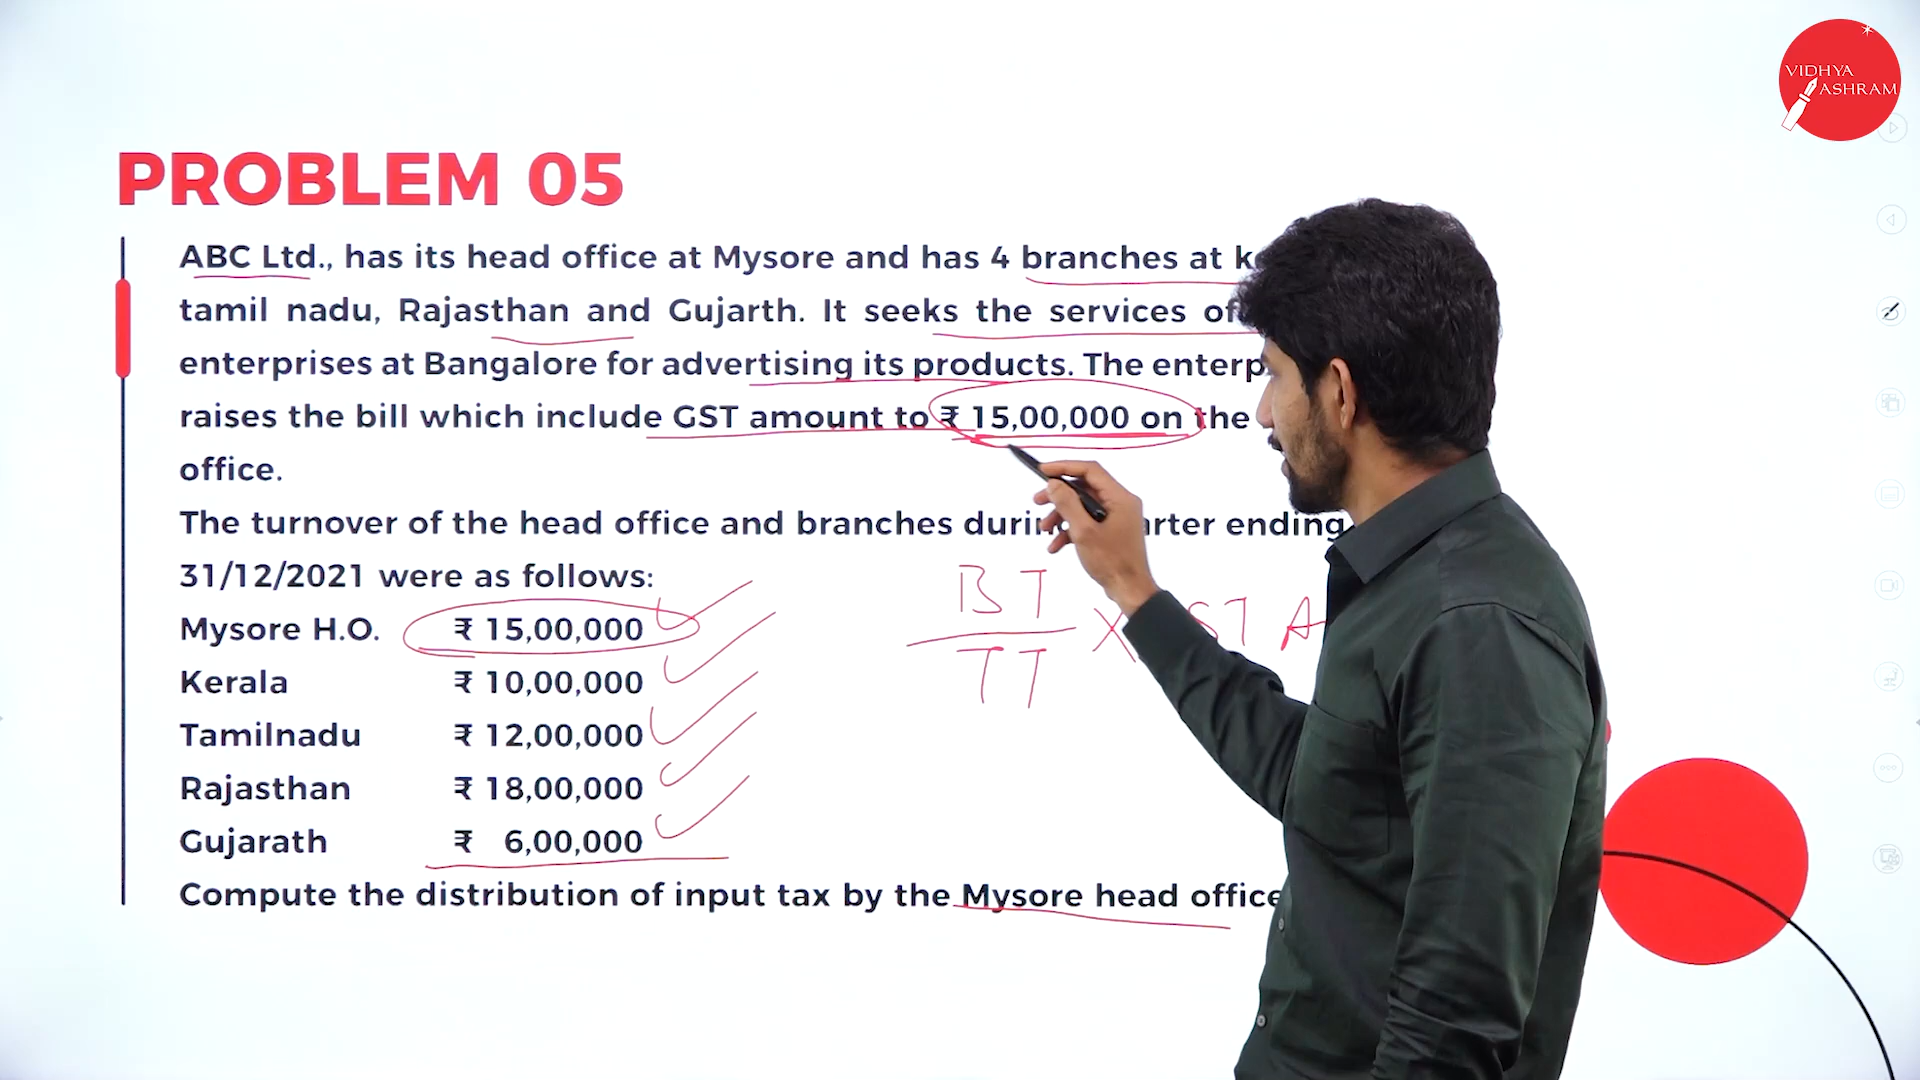 VIDHYA
ASHRAM
PROBLEM 05
ABC Ltd., has its head office at Mysore and has 4 branches at
tamil nadu, Rajasthan and Gujarth. It seeks the services of
enterprises at Bangalore for advertising its products. The
raises the bill which include GST amount to ₹ 15,00,000 on the
office.
The turnover of the head office and branches ending
31/12/2021 were as follows:
Mysore H.O. ₹ 15,00,000
Kerala ₹ 10,00,000
Tamilnadu ₹ 12,00,000
Rajasthan ₹ 18,00,000
Gujarath ₹ 6,00,000
BT
TT
X
Compute the distribution of input tax by the Mysore head office